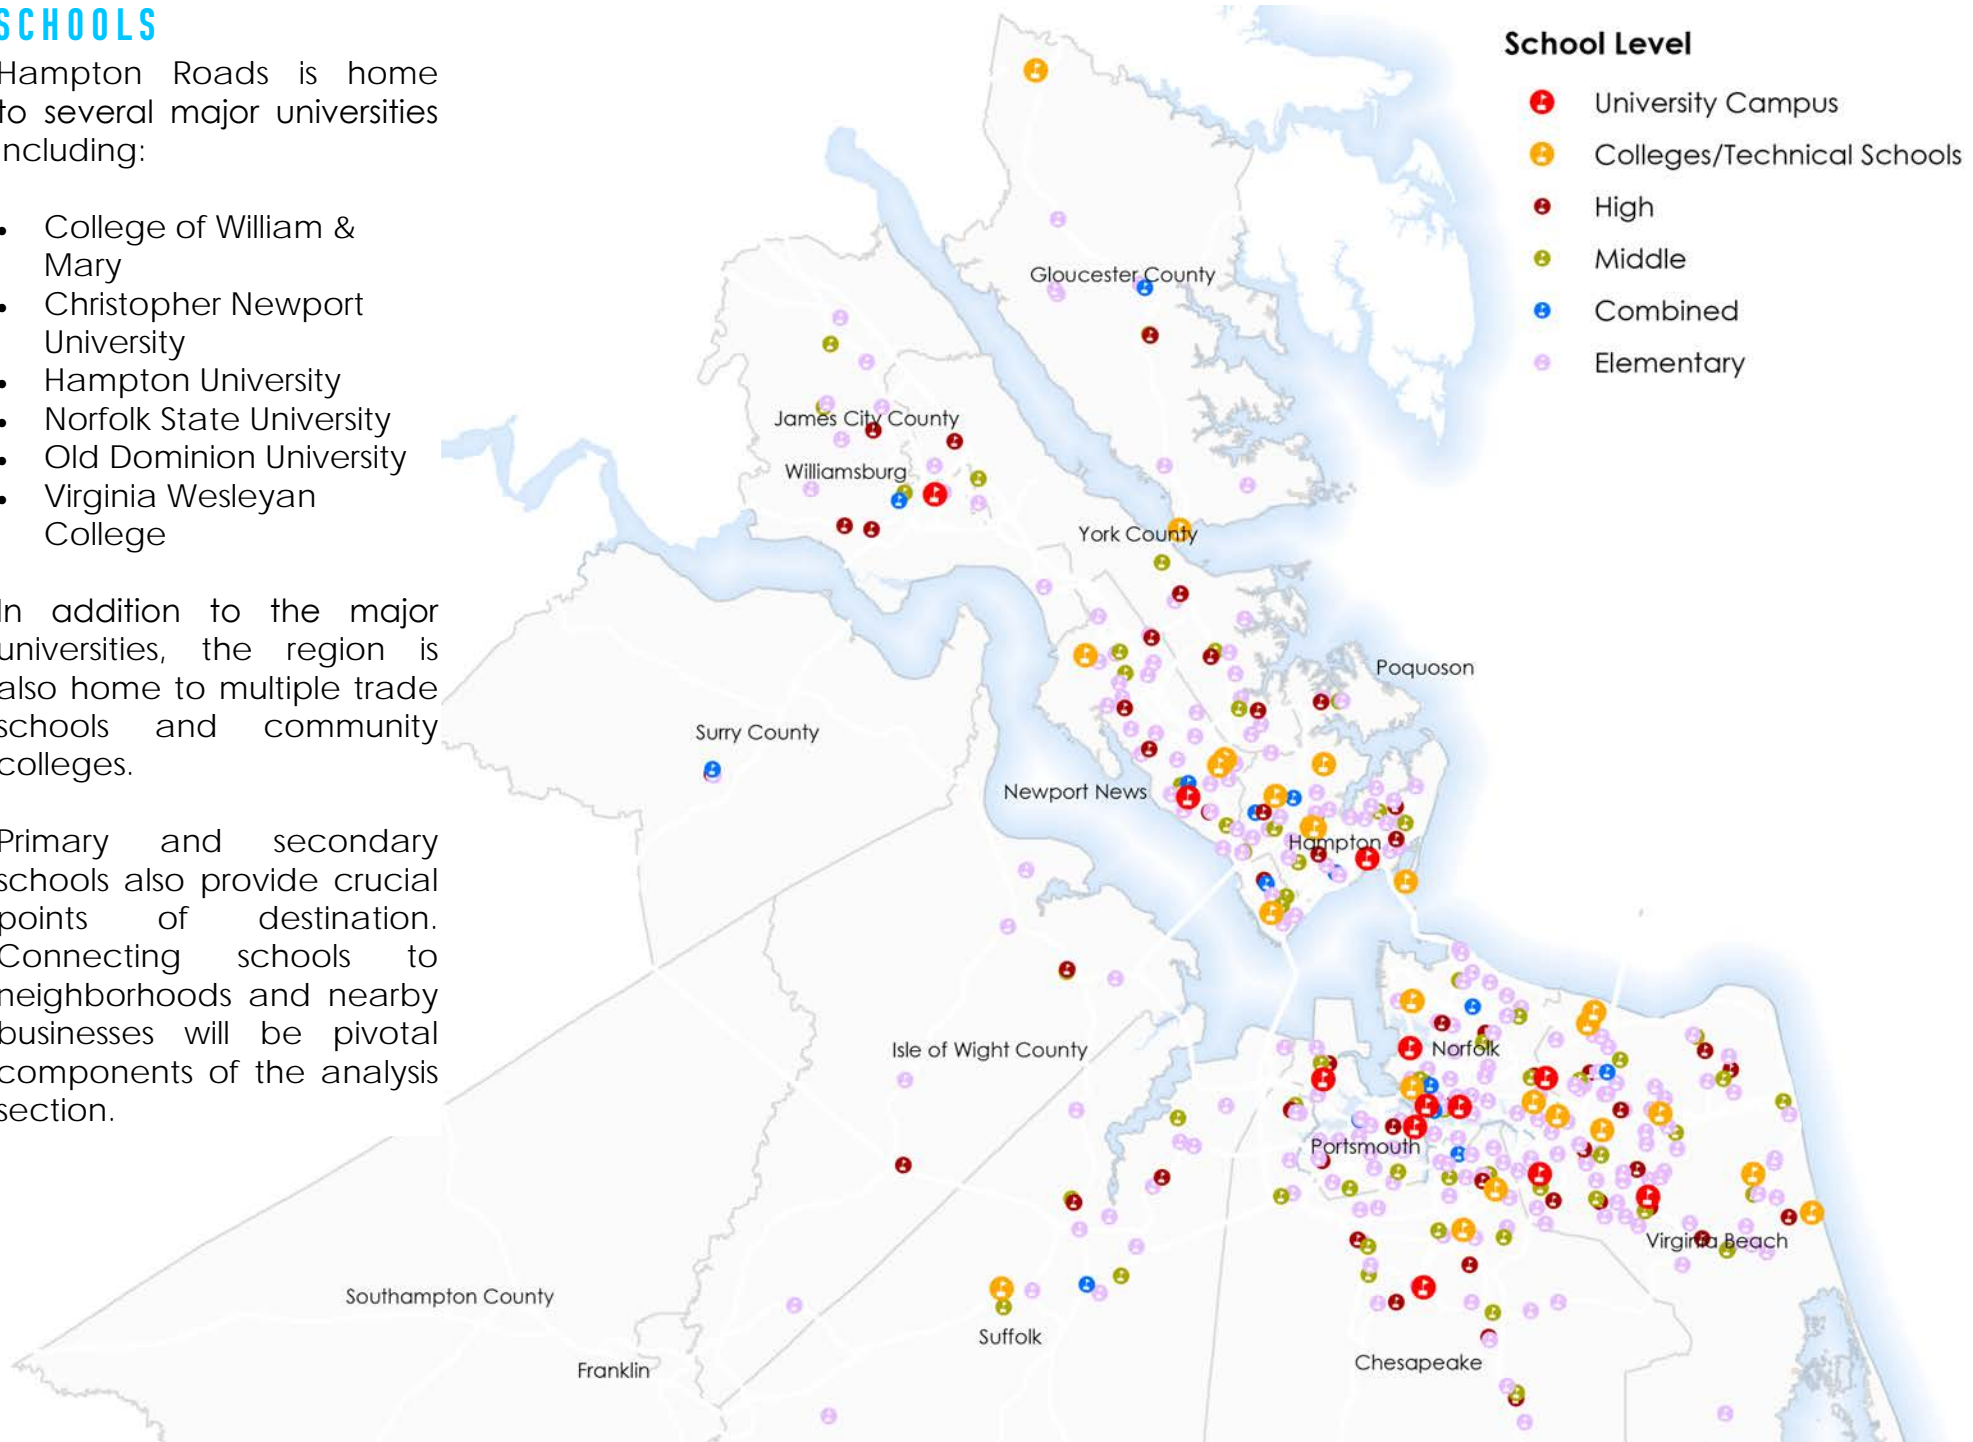 SCHOOLS
Hampton Roads is home
to several major universities
including:
• College of William &
Mary
• Christopher Newport
University
• Hampton University
• Norfolk State University
• Old Dominion University
• Virginia Wesleyan
College
In addition to the major
universities, the region is
also home to multiple trade
schools and community
colleges.
Primary and secondary
schools also provide crucial
points of destination.
Connecting schools to
neighborhoods and nearby
businesses will be pivotal
components of the analysis
section.
School Level
University Campus
Colleges/Technical Schools
High
Middle
Combined
Elementary
Gloucester County
James City County
Williamsburg
York County
Poquoson
Surry County
Newport News
Hampton
Isle of Wight County
Norfolk
Portsmouth
Virginia Beach
Southampton County
Suffolk
Franklin
Chesapeake